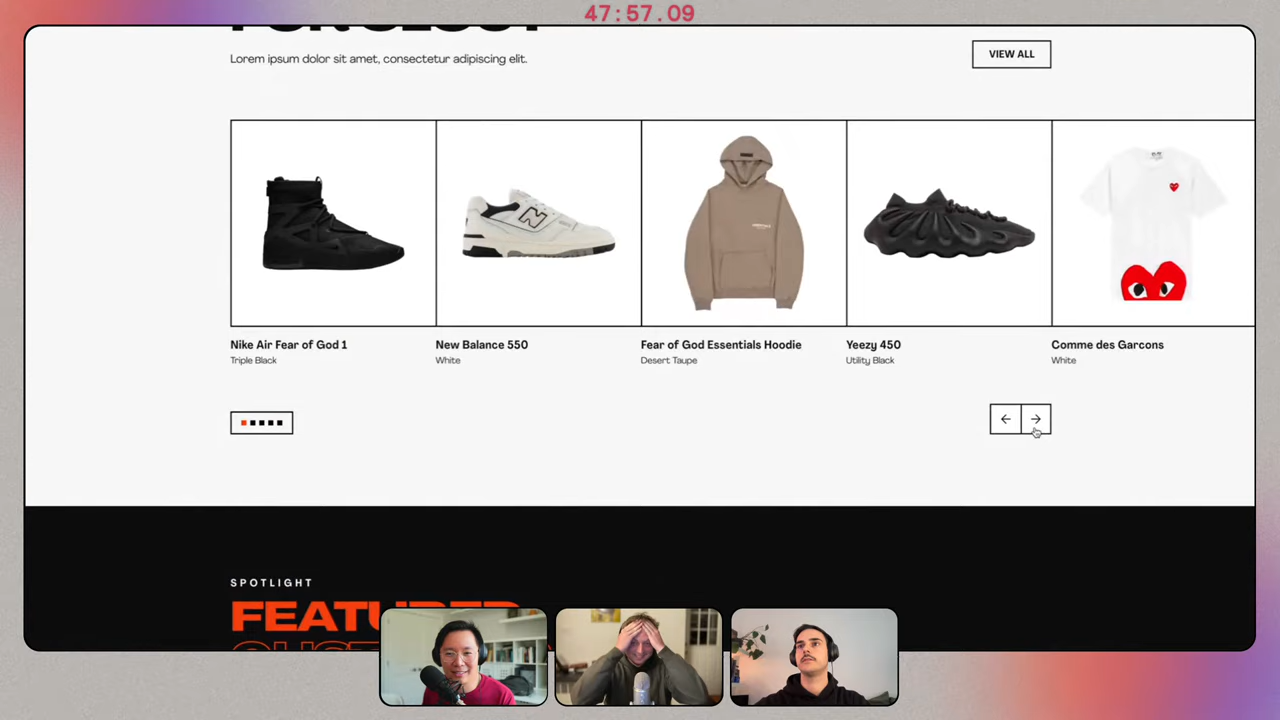 47:57.09
Lorem ipsum dolor sit amet, consectetur adipiscing elit.
VIEW ALL
N
Nike Air Fear of God 1
Triple Black
New Balance 550
White
Fear of God Essentials Hoodie
Desert Taupe
Yeezy 450
Utility Black
Comme des Garcons
White
SPOTLIGHT
FEATURED